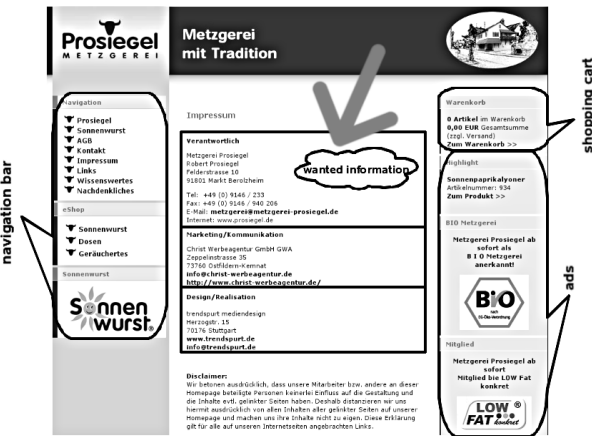 Prosiegel
METZGEREI
Metzgerei
mit Tradition
navigation bar
Navigation
Prosiegel
Sonnenwurst
AGB
Kontakt
Impressum
Links
Wissenswertes
Nachdenkliches
eShop
Sonnenwurst
Dosen
Geräuchertes
Sonnenwurst
Sonnen
wurst.
Impressum
wanted information
Verantwortlich
Metzgerei Prosiegel
Robert Prosiegel
Felderstrasse 10
91801 Markt Berolzheim
Tel: +49 (0) 9146 / 233
Fax: +49 (0) 9146 / 940 206
E-Mail: metzgerei@metzgerei-prosiegel.de
Internet: www.prosiegel.de
Marketing/Kommunikation
Christ Werbeagentur GmbH GWA
Zeppelinstrasse 35
73760 Ostfildern-Kemnat
info@christ-werbeagentur.de
http://www.christ-werbeagentur.de/
Design/Realisation
trendspurt mediendesign
Herzogstr. 15
70176 Stuttgart
www.trendspurt.de
info@trendspurt.de
Disclaimer:
Wir betonen ausdrücklich, dass unsere Mitarbeiter bzw. andere an dieser
Homepage beteiligte Personen keinerlei Einfluss auf die Gestaltung und
die Inhalte evtl. gelinkter Seiten haben. Deshalb distanzieren wir uns
hiermit ausdrücklich von allen Inhalten aller gelinkter Seiten auf unserer
Homepage und machen uns ihre Inhalte nicht zu eigen. Diese Erklärung
gilt für alle auf unseren Internetseiten angebrachten Links.
Warenkorb
0 Artikel im Warenkorb
0,00 EUR Gesamtsumme
(zzgl. Versand)
Zum Warenkorb >>
shopping cart
Highlight
Sonnenpaprikalyoner
Artikelnummer: 934
Zum Produkt >>
BIO Metzgerei
Metzgerei Prosiegel ab
sofort als
B I O Metzgerei
anerkannt!
Bio
nach
EG-Öko-Verordnung
ads
Mitglied
Metzgerei Prosiegel ab
sofort
Mitglied bie LOW Fat
konkret
LOW
FAT konkret